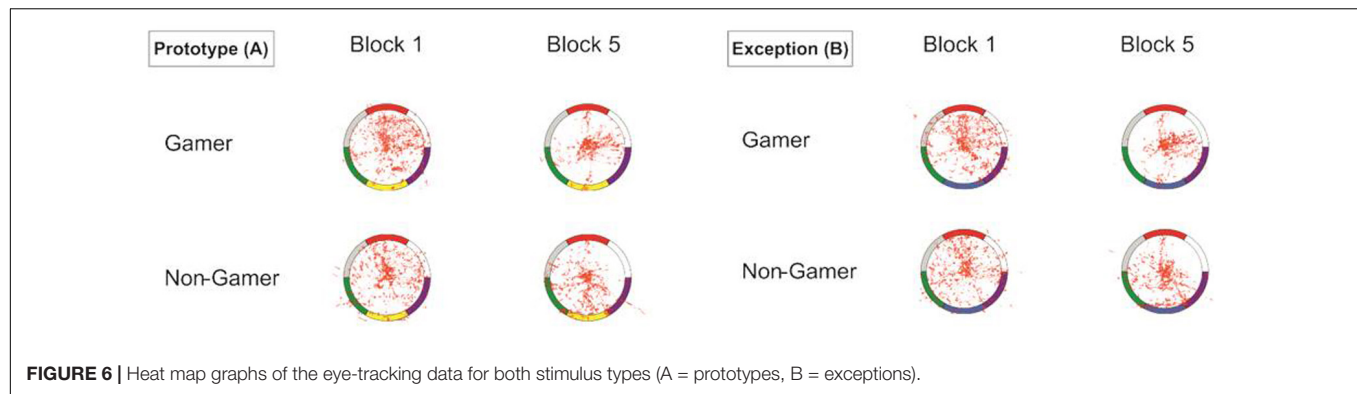 Prototype (A) Block 1 Block 5 Exception (B) Block 1 Block 5
Gamer Gamer
Non-Gamer Non-Gamer
FIGURE 6 | Heat map graphs of the eye-tracking data for both stimulus types (A = prototypes, B = exceptions).